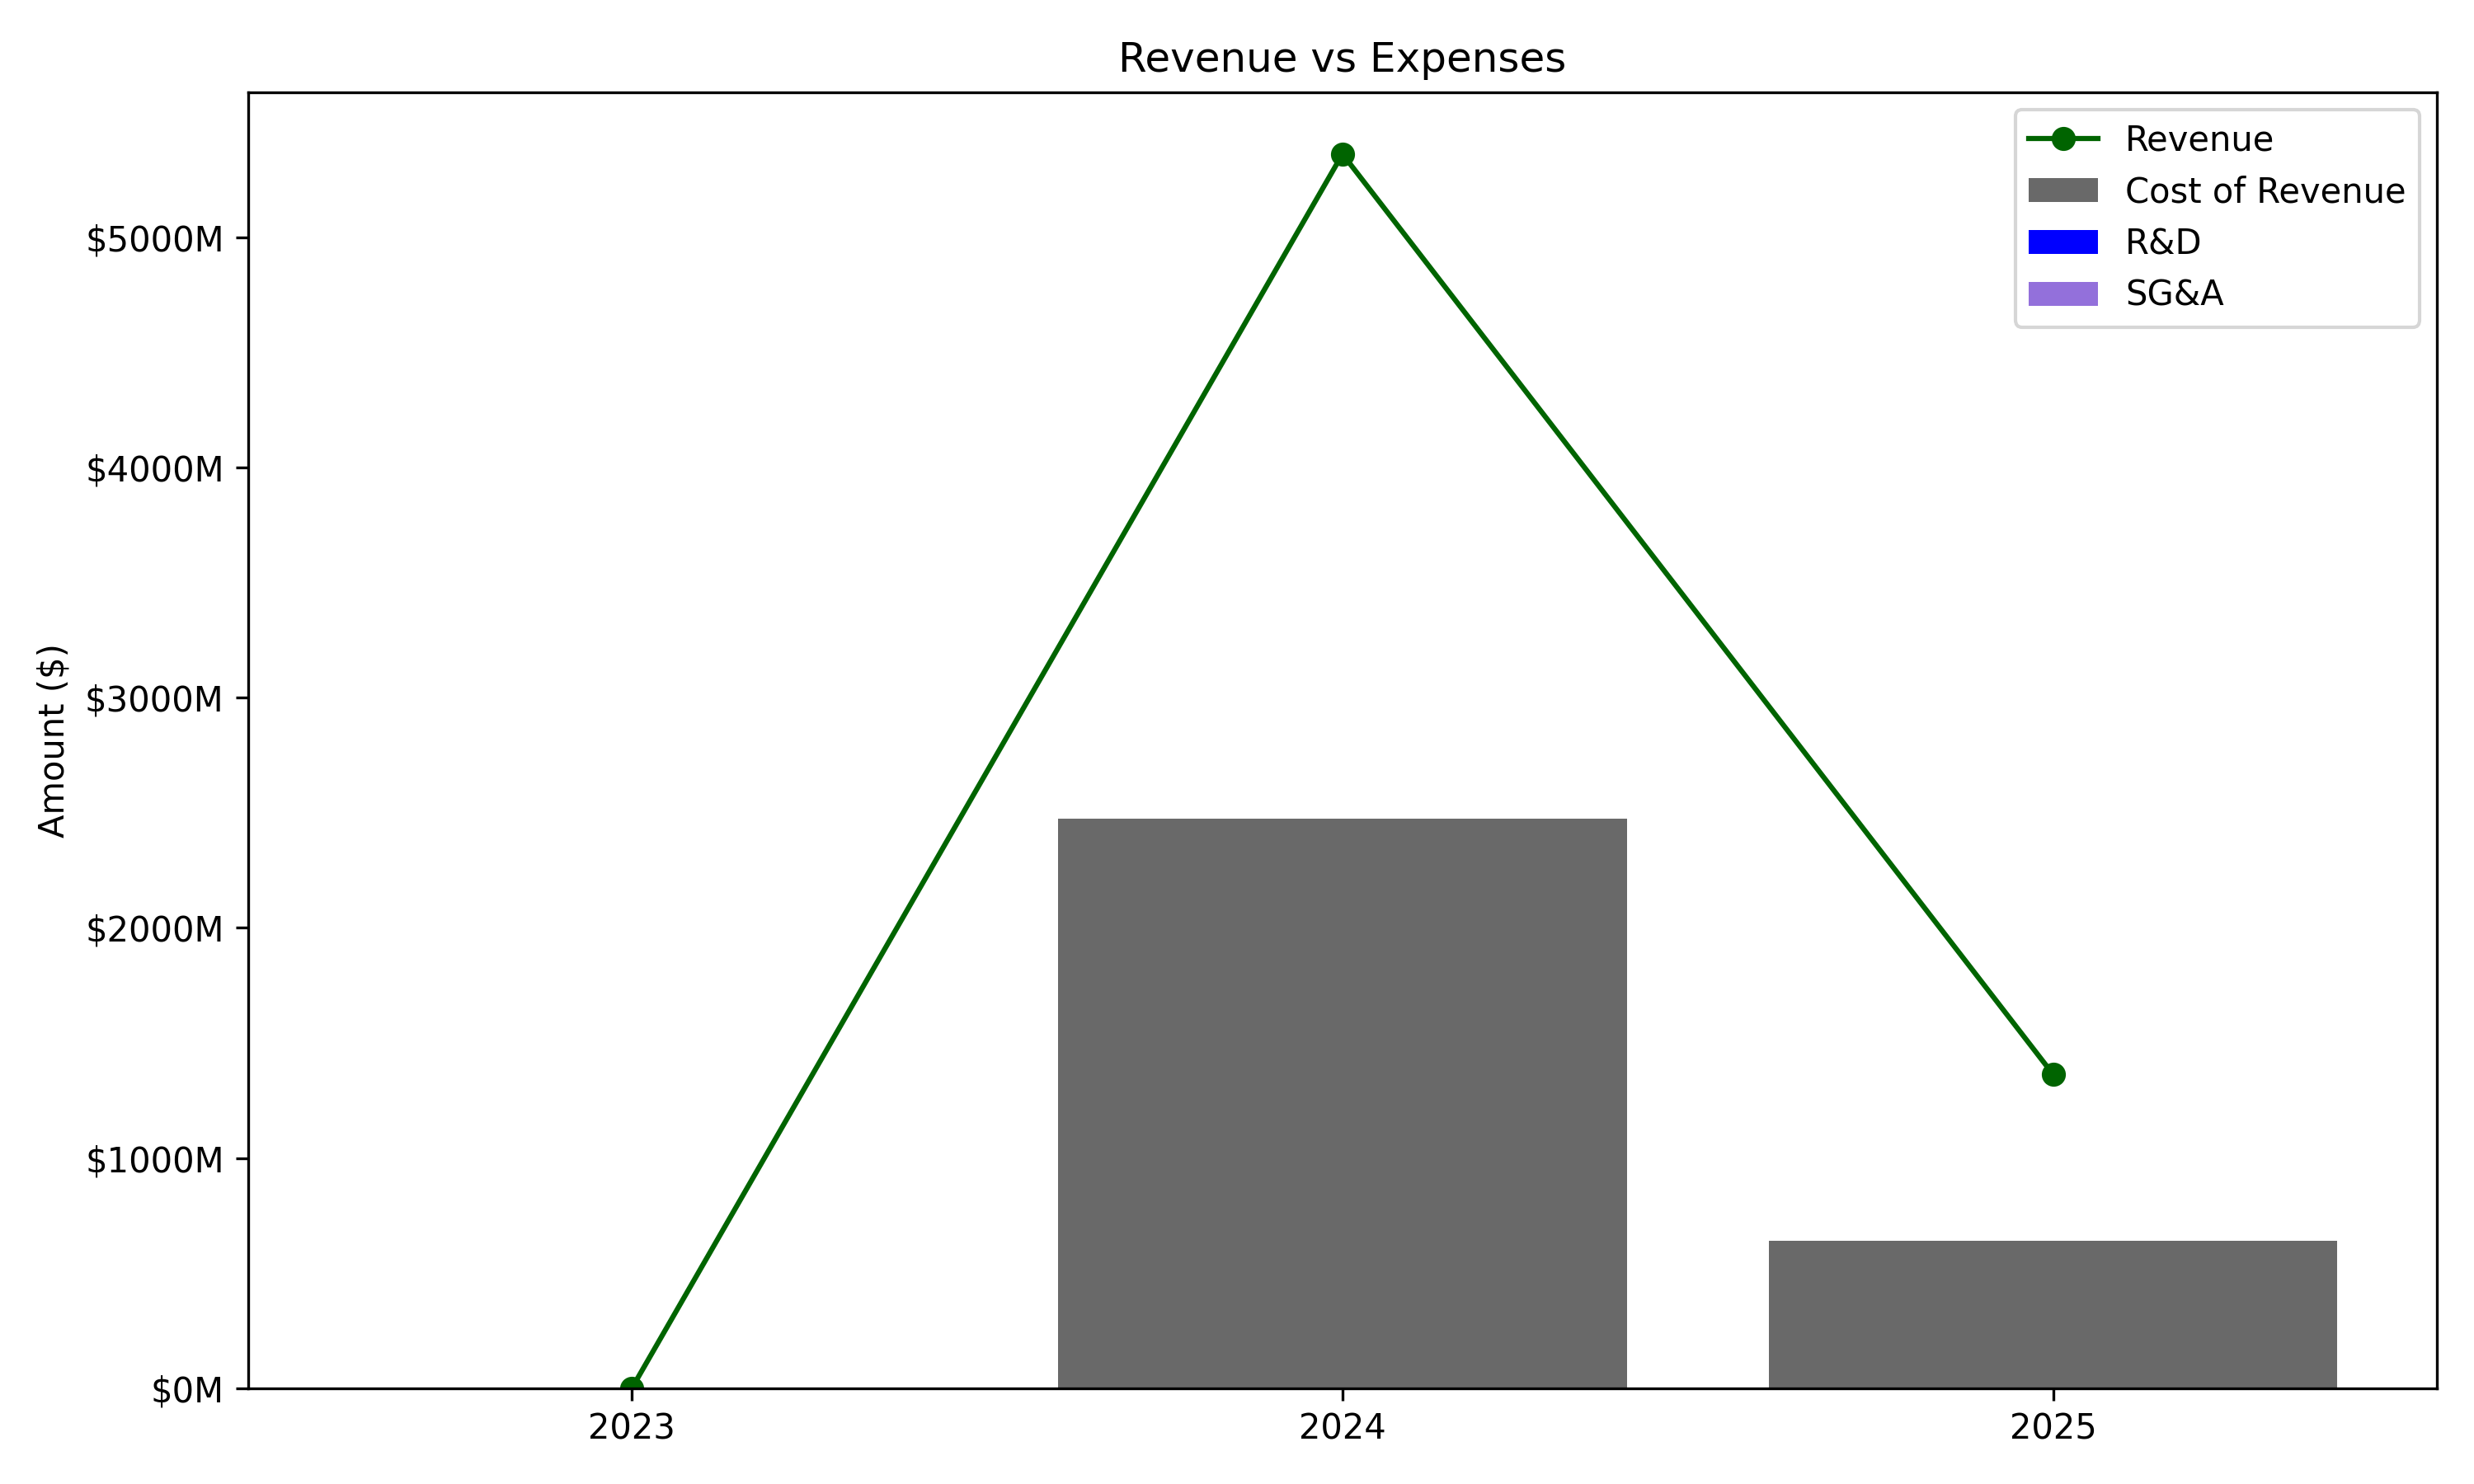 Revenue vs Expenses
Revenue
Cost of Revenue
R&D
SG&A
Amount ($)
$5000M
$4000M
$3000M
$2000M
$1000M
$0M
2023
2024
2025